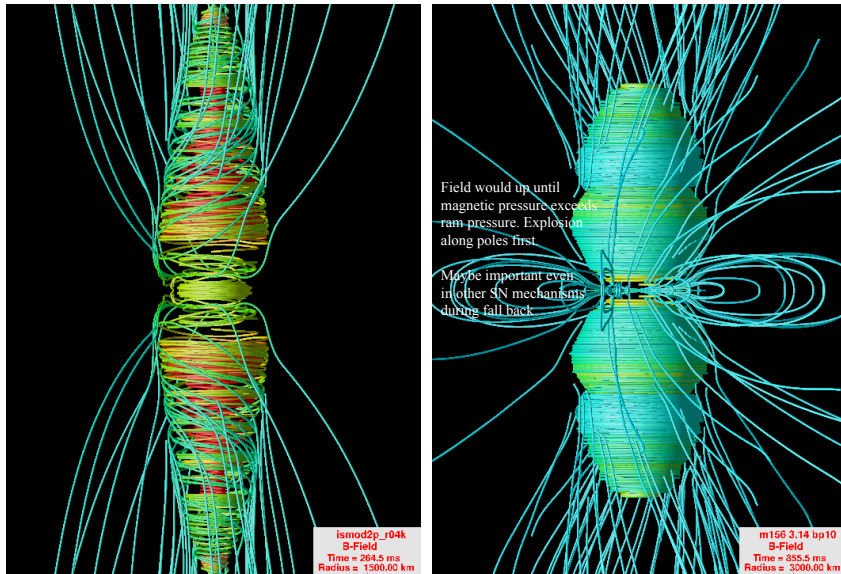 Field would up until
magnetic pressure exceeds
ram pressure. Explosion
along poles first.
Maybe important even
in other SN mechanisms
during fall back
ismod2p_r04k
B-Field
Time = 264.5 ms
Radius = 1500.00 km
m156 3.14 bp10
B-Field
Time = 855.5 ms
Radius = 3000.00 km